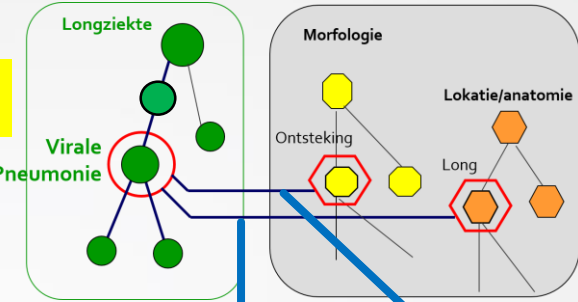 Longziekte
Morfologie
Lokatie/anatomie
Ontsteking
Virale
Pneumonie
Long